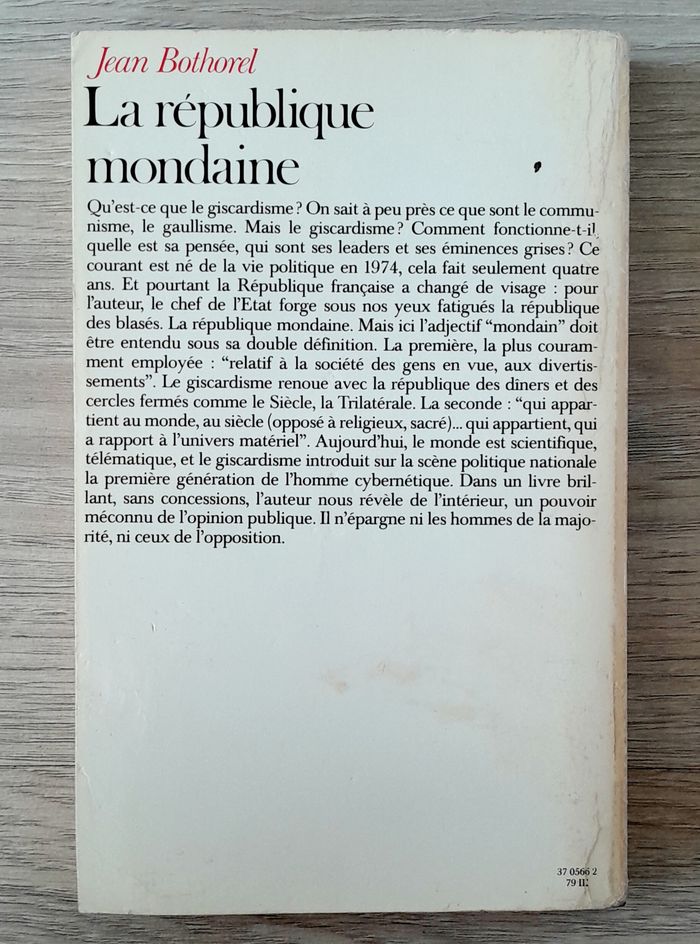 Jean Bothorel
La république
mondaine
Qu'est-ce que le giscardisme? On sait à peu près ce que sont le commu-
nisme, le gaullisme. Mais le giscardisme? Comment fonctionne-t-il,
quelle est sa pensée, qui sont ses leaders et ses éminences grises? Ce
courant est né de la vie politique en 1974, cela fait seulement quatre
ans. Et pourtant la République française a changé de visage : pour
l'auteur, le chef de l'Etat forge sous nos yeux fatigués la république
des blasés. La république mondaine. Mais ici l'adjectif "mondain" doit
être entendu sous sa double définition. La première, la plus couram-
ment employée : "relatif à la société des gens en vue, aux divertis-
sements". Le giscardisme renoue avec la république des dîners et des
cercles fermés comme le Siècle, la Trilatérale. La seconde : "qui appar-
tient au monde, au siècle (opposé à religieux, sacré)... qui appartient, qui
a rapport à l'univers matériel". Aujourd'hui, le monde est scientifique,
télématique, et le giscardisme introduit sur la scène politique nationale
la première génération de l'homme cybernétique. Dans un livre bril-
lant, sans concessions, l'auteur nous révèle de l'intérieur, un pouvoir
méconnu de l'opinion publique. Il n'épargne ni les hommes de la majo-
rité, ni ceux de l'opposition.
37 0566 2
79 II.